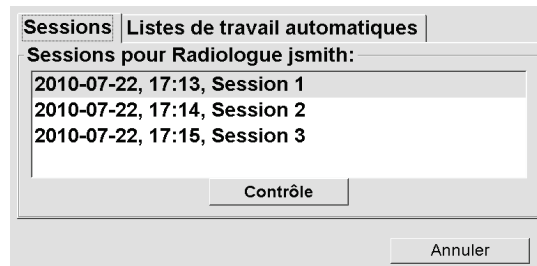 Sessions Listes de travail automatiques
Sessions pour Radiologue jsmith:
2010-07-22, 17:13, Session 1
2010-07-22, 17:14, Session 2
2010-07-22, 17:15, Session 3
Contrôle
Annuler